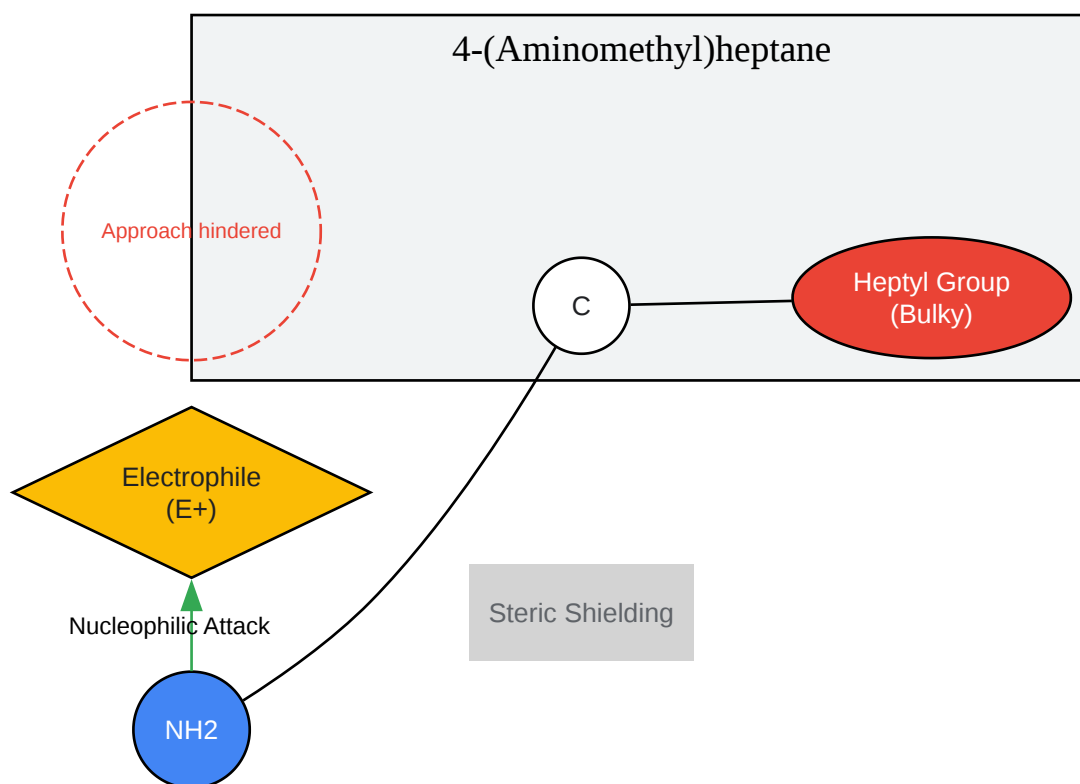 4-(Aminomethyl)heptane
Approach hindered
C
Heptyl Group
(Bulky)
Electrophile
(E+)
Steric Shielding
Nucleophilic Attack
NH2